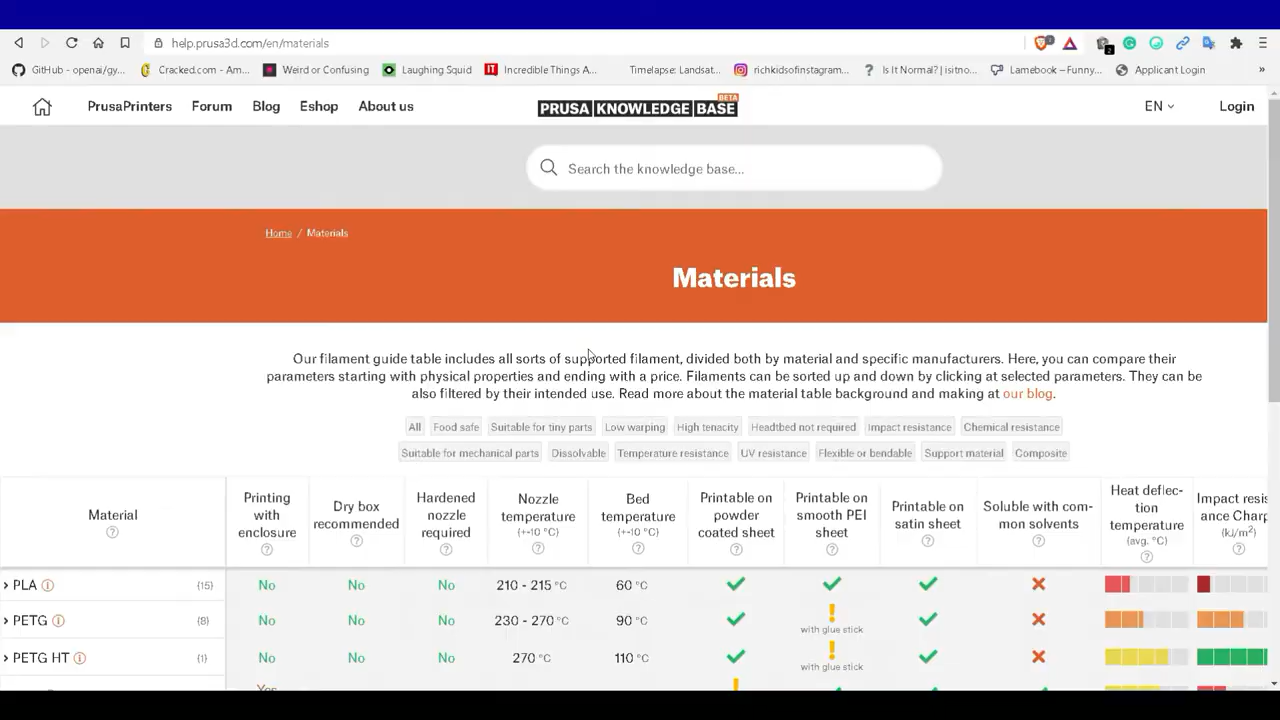 help.prusa3d.com/en/materials
GitHub - openai/gy...
Cracked.com - Am...
Weird or Confusing
Laughing Squid
Incredible Things A...
Timelapse: Landsat...
richkidsofinstagram...
Is It Normal? | isitno...
Lamebook – Funny...
Applicant Login
»
PrusaPrinters
Forum
Blog
Eshop
About us
PRUSA KNOWLEDGE BASE
BETA
EN
Login
Search the knowledge base...
Home / Materials
Materials
Our filament guide table includes all sorts of supported filament, divided both by material and specific manufacturers. Here, you can compare their
parameters starting with physical properties and ending with a price. Filaments can be sorted up and down by clicking at selected parameters. They can be
also filtered by their intended use. Read more about the material table background and making at our blog.
All Food safe Suitable for tiny parts Low warping High tenacity Headtbed not required Impact resistance Chemical resistance
Suitable for mechanical parts Dissolvable Temperature resistance UV resistance Flexible or bendable Support material Composite
Material
Printing
with
enclosure
Dry box
recommended
Hardened
nozzle
required
Nozzle
temperature
(+-10 °C)
Bed
temperature
(+-10 °C)
Printable on
powder
coated sheet
Printable on
smooth PEI
sheet
Printable on
satin sheet
Soluble with com-
mon solvents
Heat deflec-
tion
temperature
(avg. °C)
Impact resis
ance Charp
(kJ/m²)
PLA (15) No No No 210 - 215 °C 60 °C
PETG (8) No No No 230 - 270 °C 90 °C
with glue stick
PETG HT (1) No No No 270 °C 110 °C
with glue stick
Yes